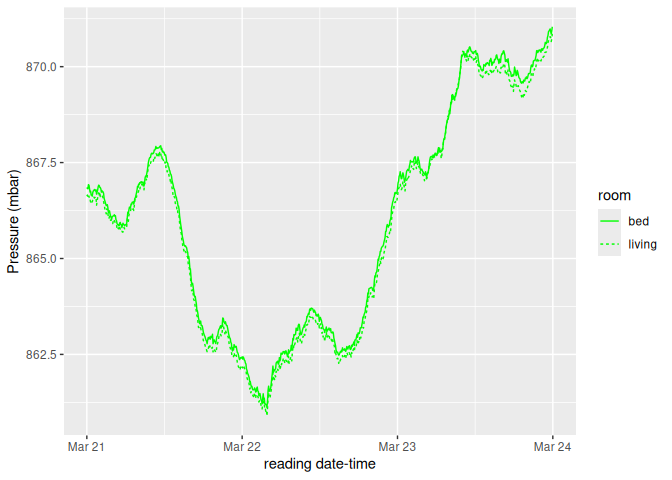 Pressure (mbar)
870.0
867.5
865.0
862.5
Mar 21
Mar 22
Mar 23
Mar 24
reading date-time
room
bed
living